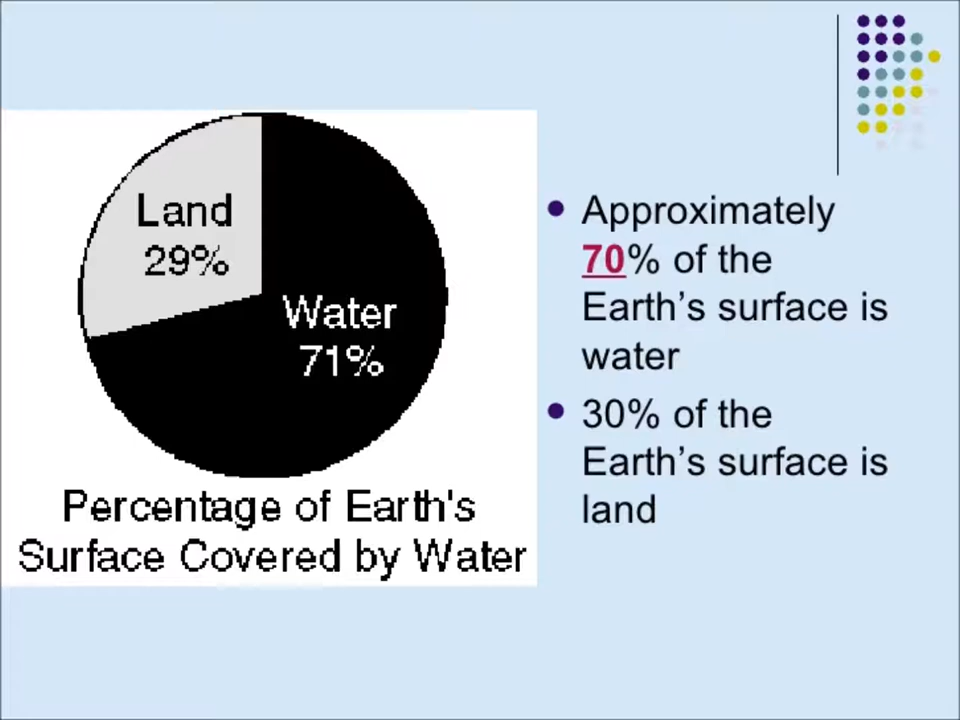 Land
29%
Water
71%
Percentage of Earth's
Surface Covered by Water
Approximately
70% of the
Earth’s surface is
water
30% of the
Earth’s surface is
land